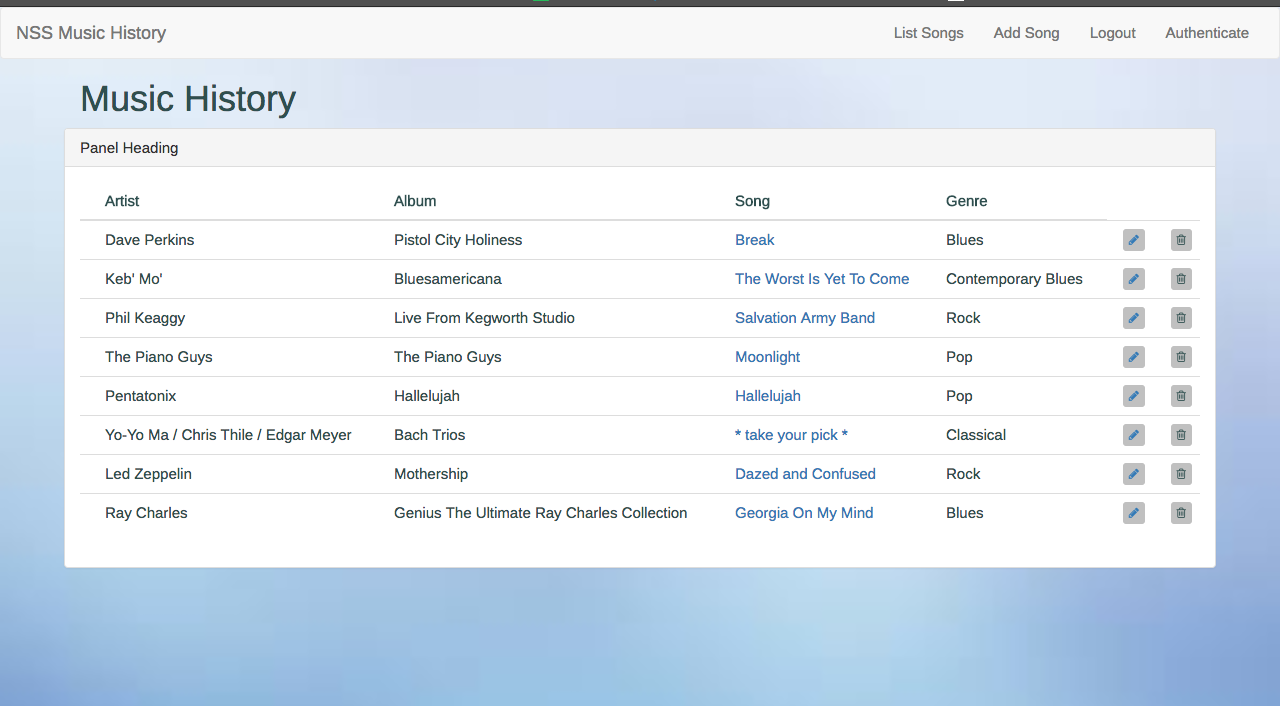 NSS Music History List Songs Add Song Logout Authenticate
Music History
Panel Heading
Artist Album Song Genre
Dave Perkins Pistol City Holiness Break Blues
Keb' Mo' Bluesamericana The Worst Is Yet To Come Contemporary Blues
Phil Keaggy Live From Kegworth Studio Salvation Army Band Rock
The Piano Guys The Piano Guys Moonlight Pop
Pentatonix Hallelujah Hallelujah Pop
Yo-Yo Ma / Chris Thile / Edgar Meyer Bach Trios * take your pick * Classical
Led Zeppelin Mothership Dazed and Confused Rock
Ray Charles Genius The Ultimate Ray Charles Collection Georgia On My Mind Blues